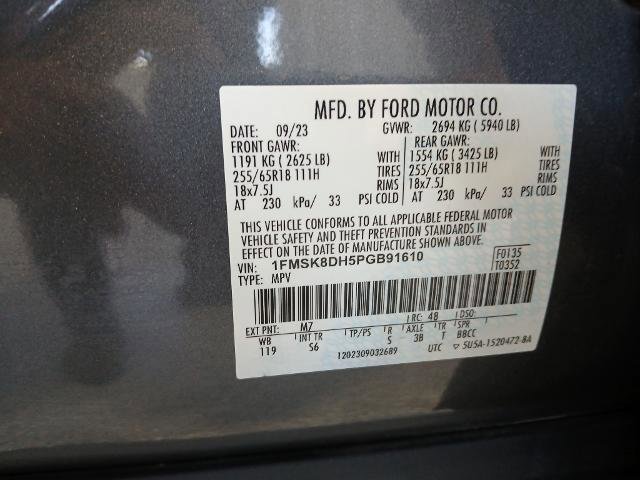 MFD. BY FORD MOTOR CO.
DATE: 09/23 GVWR: 2694 KG ( 5940 LB)
FRONT GAWR: REAR GAWR:
1191 KG ( 2625 LB) WITH 1554 KG ( 3425 LB) WITH
255/65R18 111H TIRES 255/65R18 111H TIRES
18x7.5J RIMS 18x7.5J RIMS
AT 230 kPa/ 33 PSI COLD AT 230 kPa/ 33 PSI COLD
THIS VEHICLE CONFORMS TO ALL APPLICABLE FEDERAL MOTOR
VEHICLE SAFETY AND THEFT PREVENTION STANDARDS IN
EFFECT ON THE DATE OF MANUFACTURE SHOWN ABOVE.
VIN: 1FMSK8DH5PGB91610 F0135
TYPE: MPV T0352
EXT PNT: M7 RC: 48 DSO:
WB INT TR TP/PS R AXLE TR SPR
119 S6 S 3B T BBCC
1202309032689 UTC ▽ 5U5A-1520472-BA